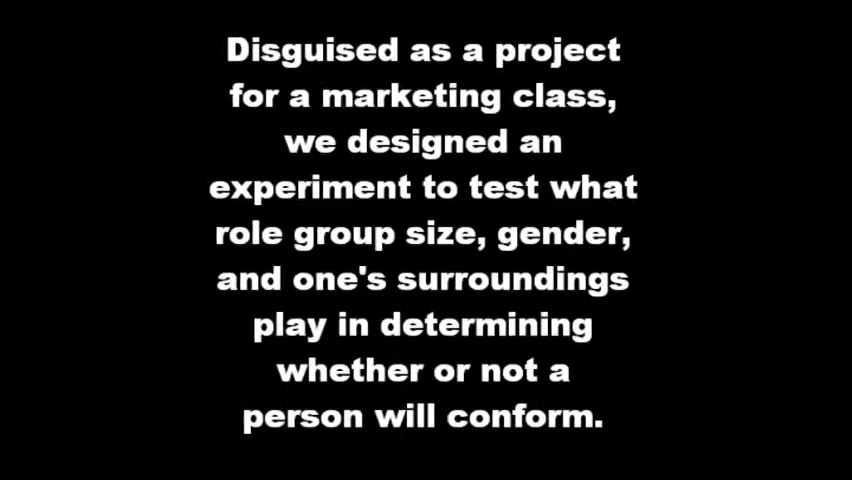 Disguised as a project
for a marketing class,
we designed an
experiment to test what
role group size, gender,
and one's surroundings
play in determining
whether or not a
person will conform.